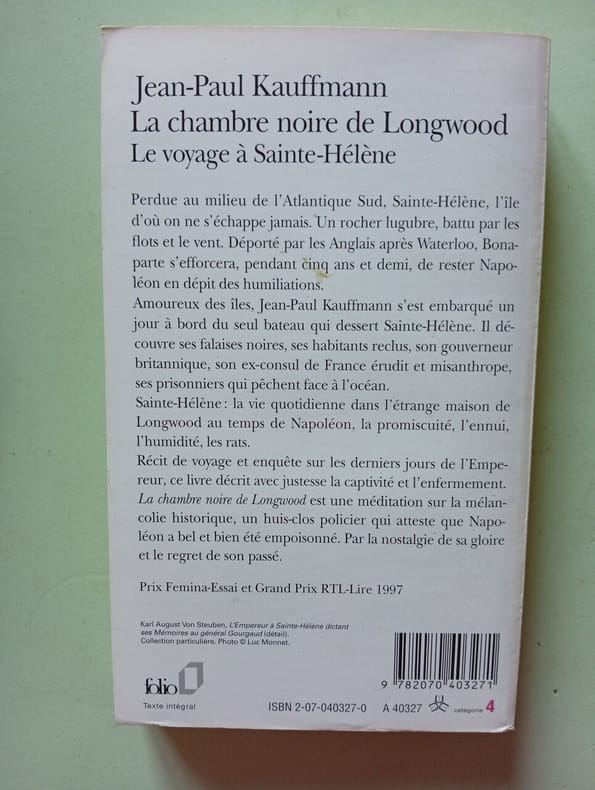 Jean-Paul Kauffmann
La chambre noire de Longwood
Le voyage à Sainte-Hélène
Perdue au milieu de l'Atlantique Sud, Sainte-Hélène, l'île
d'où on ne s'échappe jamais. Un rocher lugubre, battu par les
flots et le vent. Déporté par les Anglais après Waterloo, Bona-
parte s'efforcera, pendant cinq ans et demi, de rester Napo-
léon en dépit des humiliations.
Amoureux des îles, Jean-Paul Kauffmann s'est embarqué un
jour à bord du seul bateau qui dessert Sainte-Hélène. Il dé-
couvre ses falaises noires, ses habitants reclus, son gouverneur
britannique, son ex-consul de France érudit et misanthrope,
ses prisonniers qui pêchent face à l'océan.
Sainte-Hélène : la vie quotidienne dans l'étrange maison de
Longwood au temps de Napoléon, la promiscuité, l'ennui,
l'humidité, les rats.
Récit de voyage et enquête sur les derniers jours de l'Empe-
reur, ce livre décrit avec justesse la captivité et l'enfermement.
La chambre noire de Longwood est une méditation sur la mélan-
colie historique, un huis-clos policier qui atteste que Napo-
léon a bel et bien été empoisonné. Par la nostalgie de sa gloire
et le regret de son passé.
Prix Femina-Essai et Grand Prix RTL-Lire 1997
Karl August Von Steuben, L'Empereur à Sainte-Hélène dictant
ses Mémoires au général Gourgaud (détail).
Collection particulière. Photo © Luc Monnet.
9 782070 403271
folio
Texte intégral
ISBN 2-07-040327-0 A 40327 catégorie 4